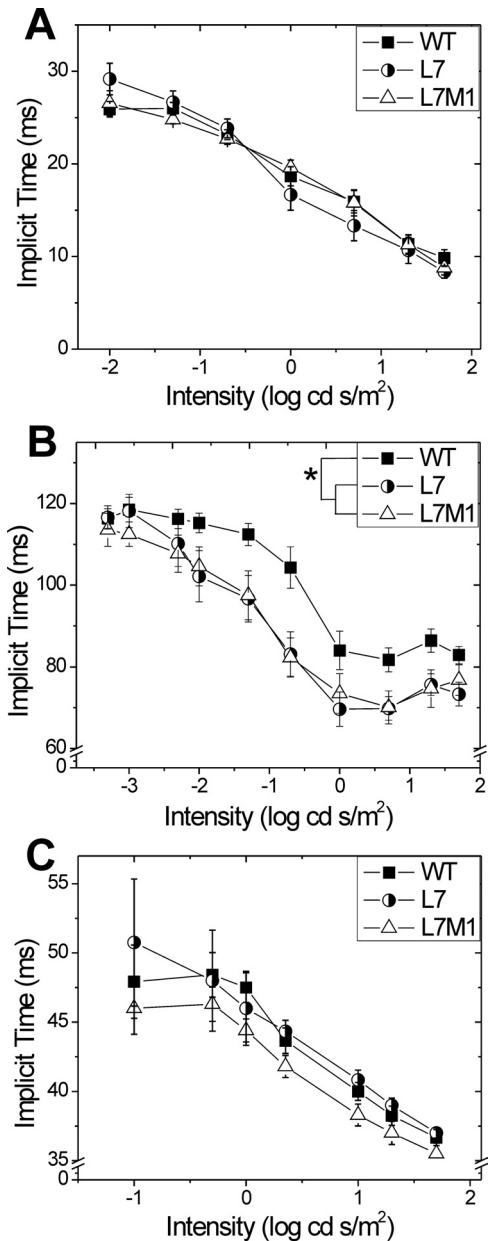 A
WT
L7
L7M1
30
20
10
0
Implicit Time (ms)
-2 -1 0 1 2
Intensity (log cd s/m²)
B
*
WT
L7
L7M1
120
100
80
60
0
Implicit Time (ms)
-3 -2 -1 0 1 2
Intensity (log cd s/m²)
C
WT
L7
L7M1
55
50
45
40
35
0
Implicit Time (ms)
-1 0 1 2
Intensity (log cd s/m²)